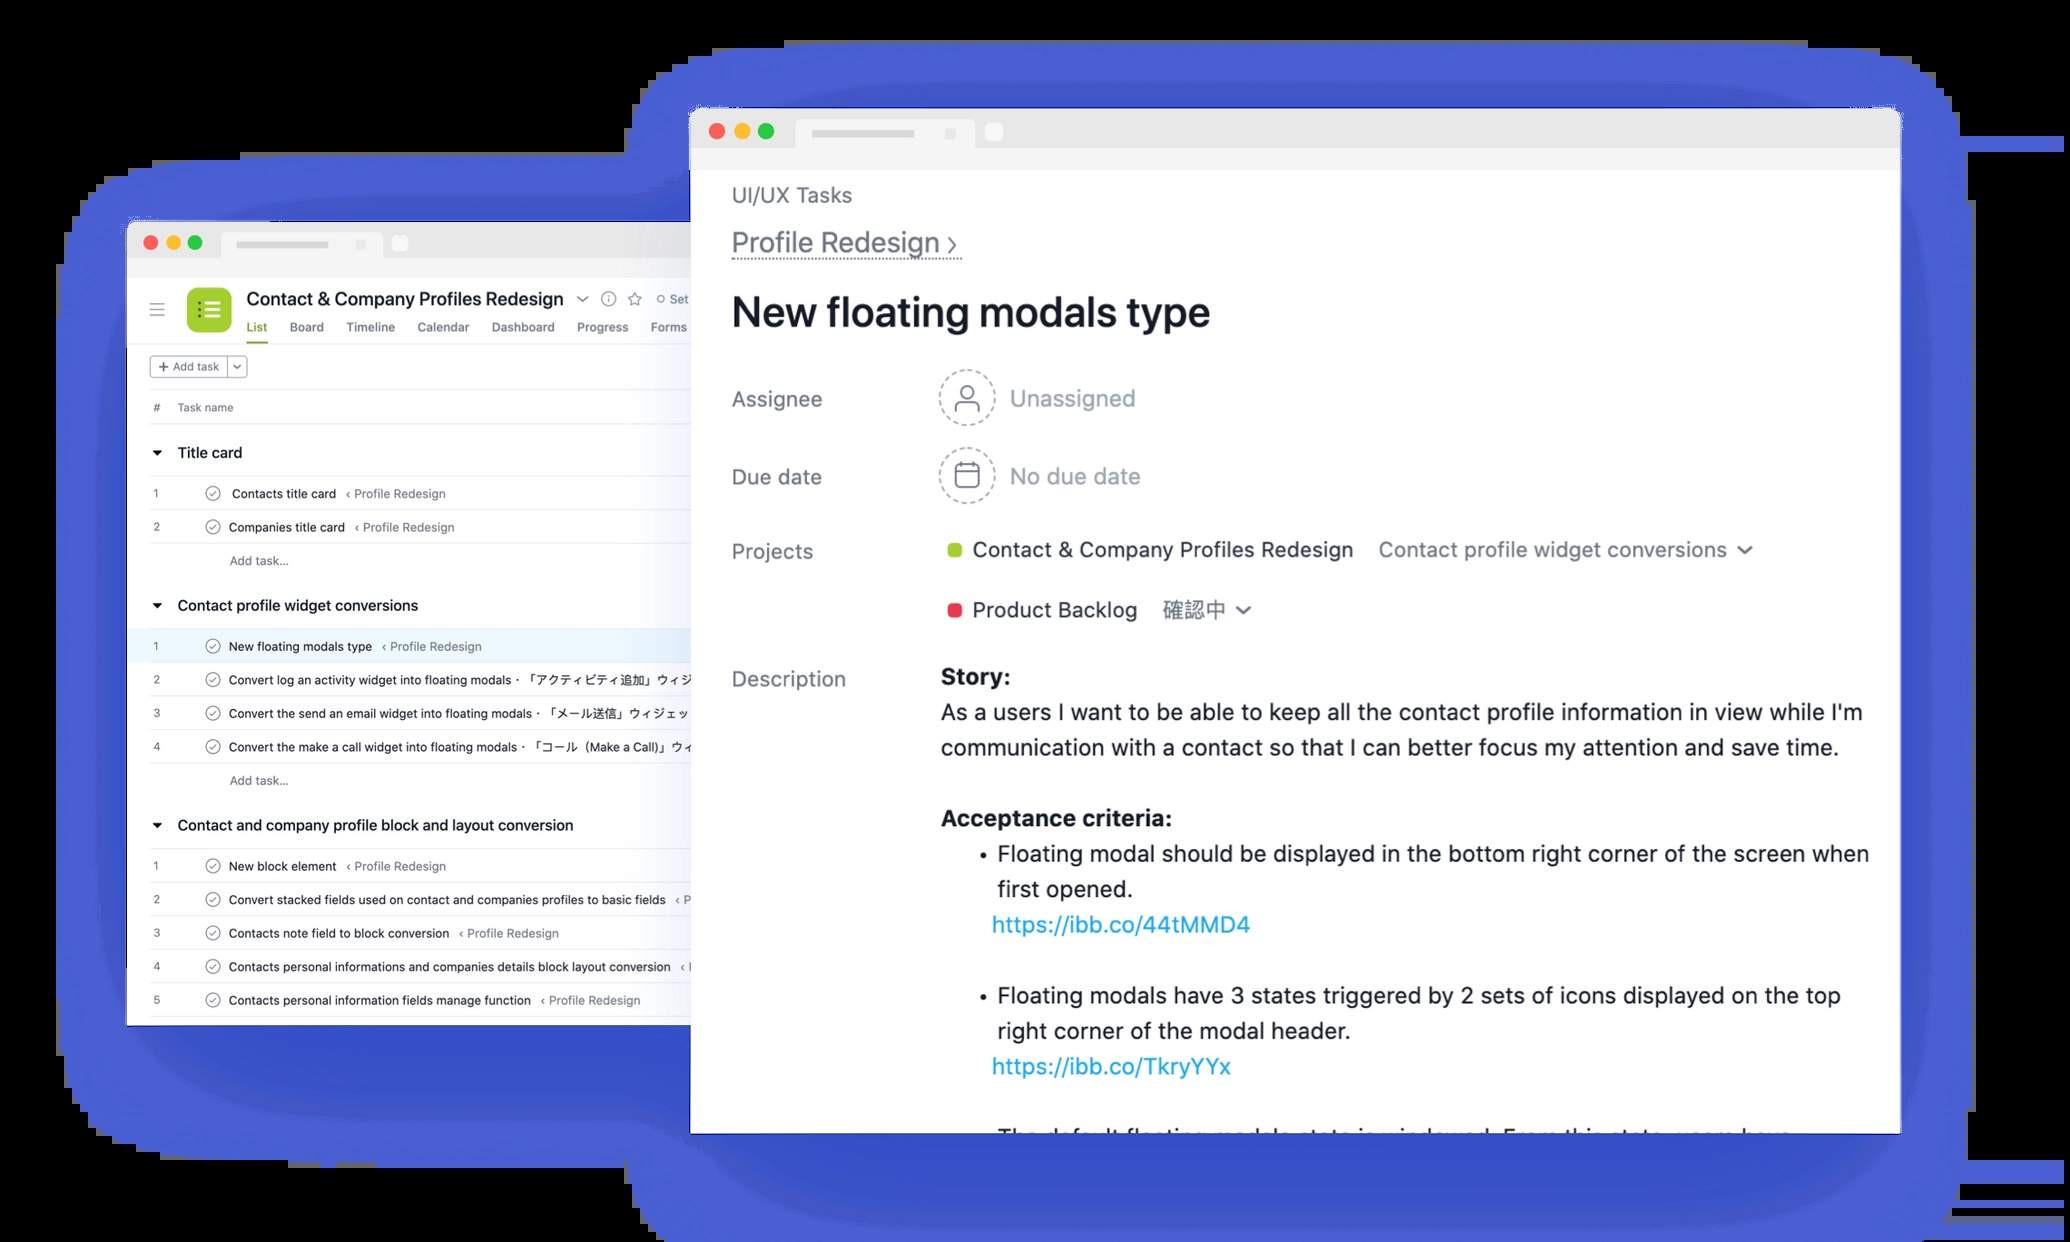 Contact & Company Profiles Redesign Set
List Board Timeline Calendar Dashboard Progress Forms
+ Add task
# Task name
Title card
1 Contacts title card ‹ Profile Redesign
2 Companies title card ‹ Profile Redesign
Add task...
Contact profile widget conversions
1 New floating modals type ‹ Profile Redesign
2 Convert log an activity widget into floating modals・「アクティビティ追加」ウィジ
3 Convert the send an email widget into floating modals・「メール送信」ウィジェッ
4 Convert the make a call widget into floating modals・「コール（Make a Call)」ウィ
Add task...
Contact and company profile block and layout conversion
1 New block element ‹ Profile Redesign
2 Convert stacked fields used on contact and companies profiles to basic fields ‹ P
3 Contacts note field to block conversion ‹ Profile Redesign
4 Contacts personal informations and companies details block layout conversion ‹
5 Contacts personal information fields manage function ‹ Profile Redesign
UI/UX Tasks
Profile Redesign ›
New floating modals type
Assignee Unassigned
Due date No due date
Projects Contact & Company Profiles Redesign Contact profile widget conversions
Product Backlog 確認中
Description Story:
As a users I want to be able to keep all the contact profile information in view while I'm
communication with a contact so that I can better focus my attention and save time.
Acceptance criteria:
• Floating modal should be displayed in the bottom right corner of the screen when
first opened.
https://ibb.co/44tMMD4
• Floating modals have 3 states triggered by 2 sets of icons displayed on the top
right corner of the modal header.
https://ibb.co/TkryYYx